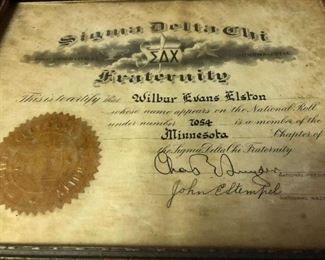 Sigma Delta Chi
ΣΔΧ
Fraternity
This is to certify that Wilbur Evans Elston
whose name appears on the National Roll
under number 7054 is a member of the
Minnesota Chapter of
the Sigma Delta Chi Fraternity
John E Stempel